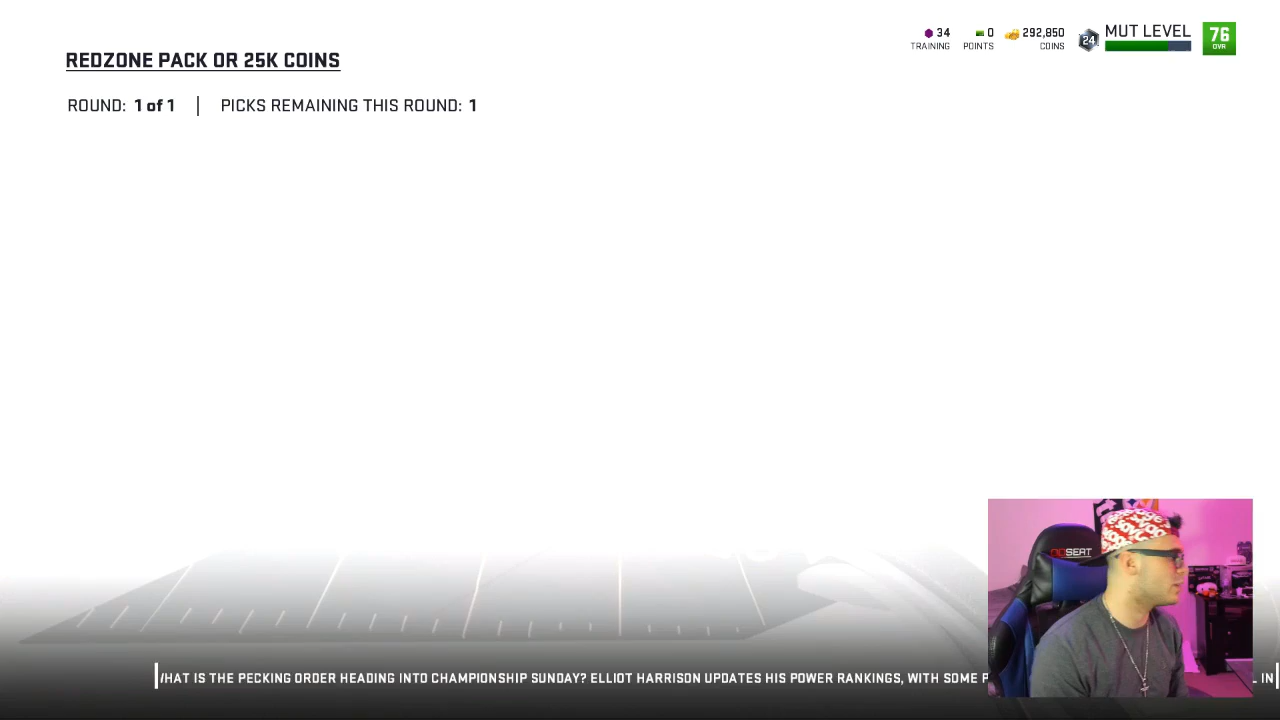 REDZONE PACK OR 25K COINS
34 TRAINING
0 POINTS
292,850 COINS
24
MUT LEVEL
76 OVR
ROUND: 1 of 1 | PICKS REMAINING THIS ROUND: 1
SEAT
HAT IS THE PECKING ORDER HEADING INTO CHAMPIONSHIP SUNDAY? ELLIOT HARRISON UPDATES HIS POWER RANKINGS, WITH SOME P
L IN